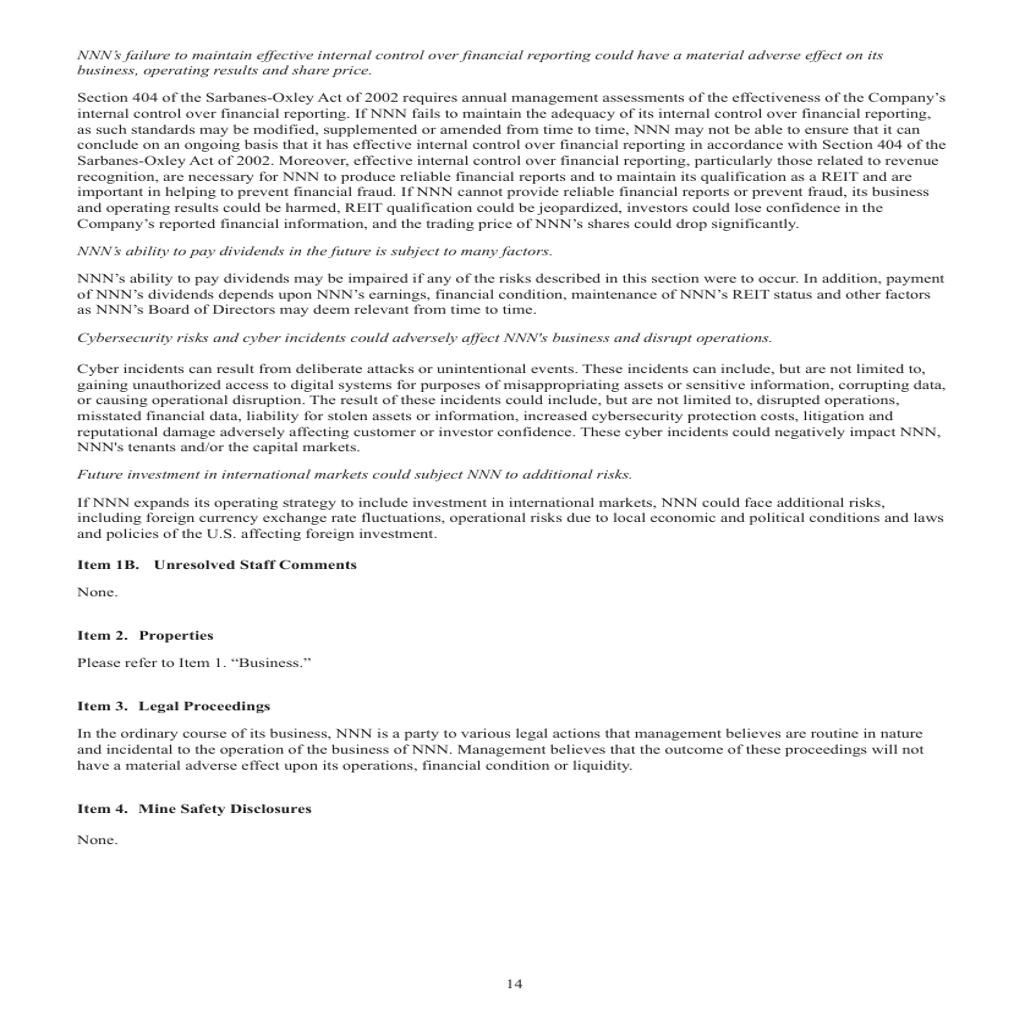 NNN’s failure to maintain effective internal control over financial reporting could have a material adverse effect on its
business, operating results and share price.
Section 404 of the Sarbanes-Oxley Act of 2002 requires annual management assessments of the effectiveness of the Company’s
internal control over financial reporting. If NNN fails to maintain the adequacy of its internal control over financial reporting,
as such standards may be modified, supplemented or amended from time to time, NNN may not be able to ensure that it can
conclude on an ongoing basis that it has effective internal control over financial reporting in accordance with Section 404 of the
Sarbanes-Oxley Act of 2002. Moreover, effective internal control over financial reporting, particularly those related to revenue
recognition, are necessary for NNN to produce reliable financial reports and to maintain its qualification as a REIT and are
important in helping to prevent financial fraud. If NNN cannot provide reliable financial reports or prevent fraud, its business
and operating results could be harmed, REIT qualification could be jeopardized, investors could lose confidence in the
Company’s reported financial information, and the trading price of NNN’s shares could drop significantly.
NNN’s ability to pay dividends in the future is subject to many factors.
NNN’s ability to pay dividends may be impaired if any of the risks described in this section were to occur. In addition, payment
of NNN’s dividends depends upon NNN’s earnings, financial condition, maintenance of NNN’s REIT status and other factors
as NNN’s Board of Directors may deem relevant from time to time.
Cybersecurity risks and cyber incidents could adversely affect NNN's business and disrupt operations.
Cyber incidents can result from deliberate attacks or unintentional events. These incidents can include, but are not limited to,
gaining unauthorized access to digital systems for purposes of misappropriating assets or sensitive information, corrupting data,
or causing operational disruption. The result of these incidents could include, but are not limited to, disrupted operations,
misstated financial data, liability for stolen assets or information, increased cybersecurity protection costs, litigation and
reputational damage adversely affecting customer or investor confidence. These cyber incidents could negatively impact NNN,
NNN's tenants and/or the capital markets.
Future investment in international markets could subject NNN to additional risks.
If NNN expands its operating strategy to include investment in international markets, NNN could face additional risks,
including foreign currency exchange rate fluctuations, operational risks due to local economic and political conditions and laws
and policies of the U.S. affecting foreign investment.
Item 1B. Unresolved Staff Comments
None.
Item 2. Properties
Please refer to Item 1. “Business.”
Item 3. Legal Proceedings
In the ordinary course of its business, NNN is a party to various legal actions that management believes are routine in nature
and incidental to the operation of the business of NNN. Management believes that the outcome of these proceedings will not
have a material adverse effect upon its operations, financial condition or liquidity.
Item 4. Mine Safety Disclosures
None.
14